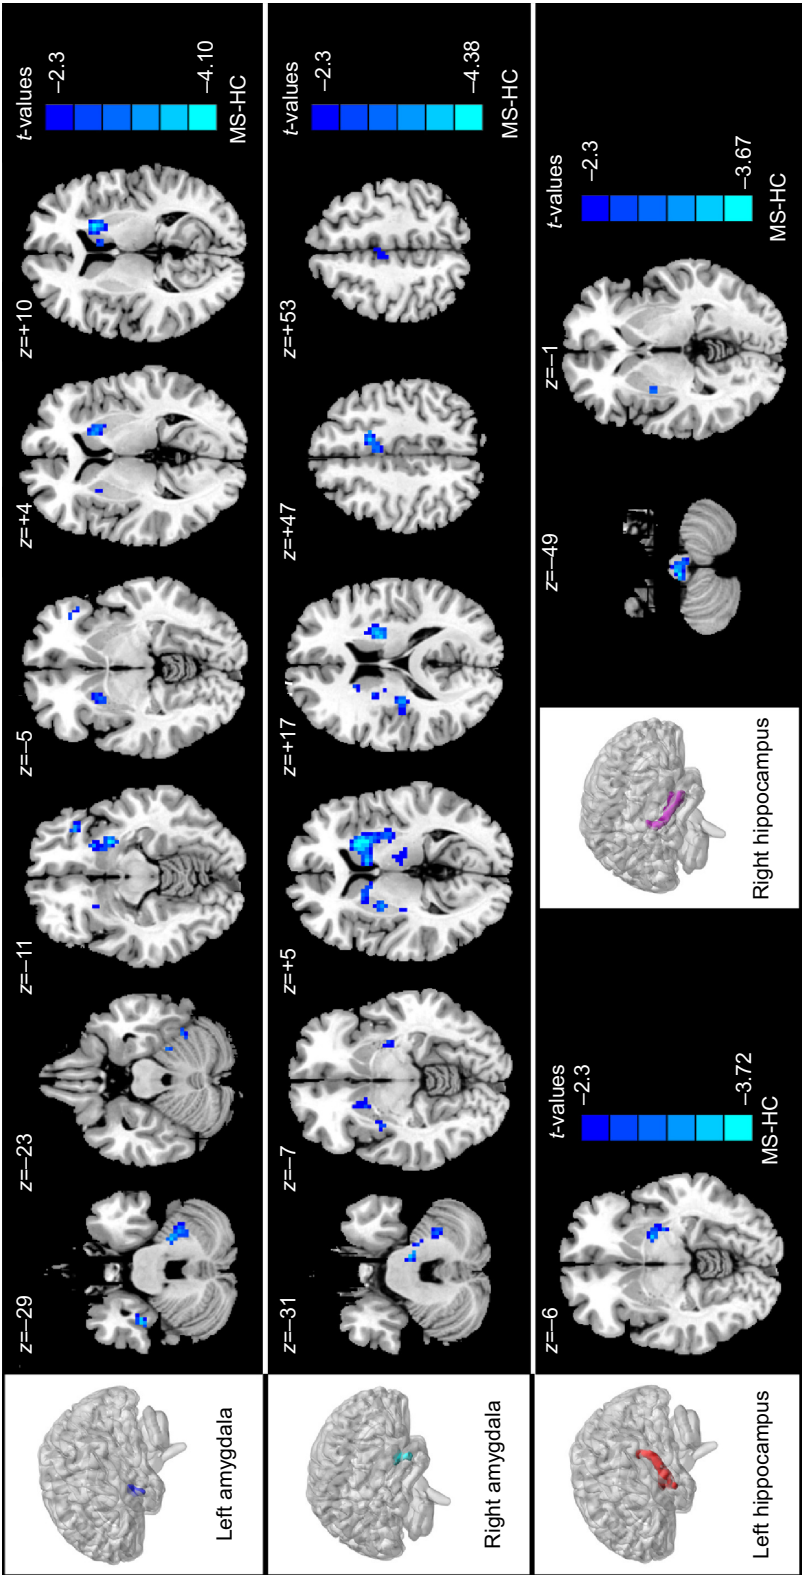 Left amygdala
z=–29
z=–23
z=–11
z=–5
z=+4
z=+10
t-values
–2.3
–4.10
MS-HC
Right amygdala
z=–31
z=–7
z=+5
z=+17
z=+47
z=+53
t-values
–2.3
–4.38
MS-HC
Left hippocampus
z=–6
t-values
–2.3
–3.72
MS-HC
Right hippocampus
z=–49
z=–1
t-values
–2.3
–3.67
MS-HC